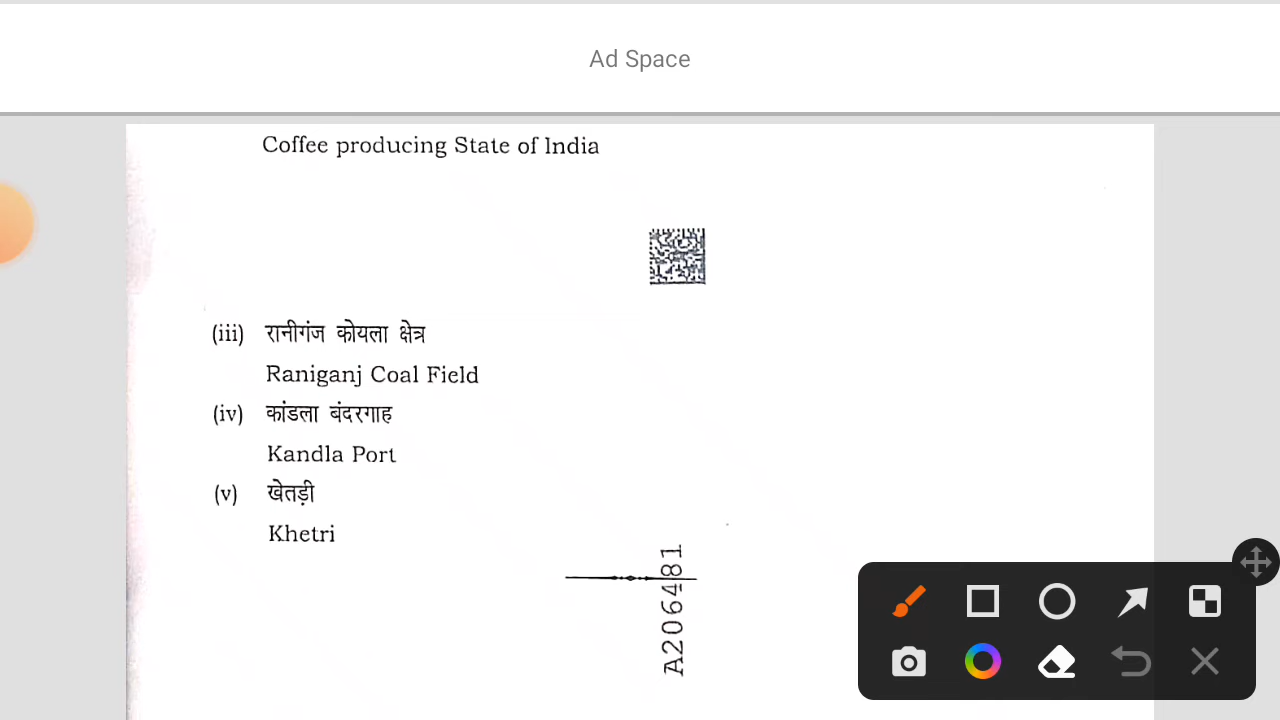 Ad Space
Coffee producing State of India
(iii) रानीगंज कोयला क्षेत्र
Raniganj Coal Field
(iv) कांडला बंदरगाह
Kandla Port
(v) खेतड़ी
Khetri
A206481